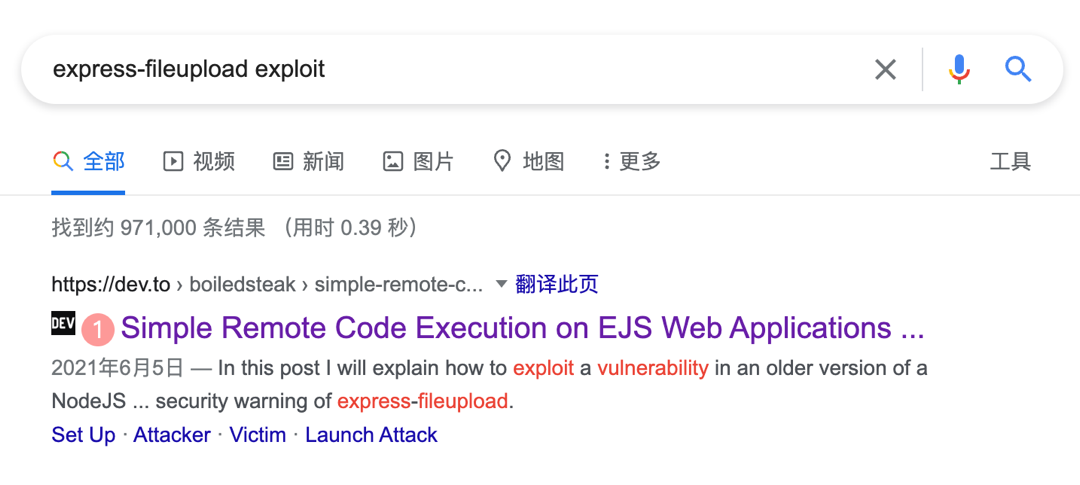 express-fileupload exploit
全部 视频 新闻 图片 地图 更多 工具
找到约 971,000 条结果 （用时 0.39 秒）
https://dev.to › boiledsteak › simple-remote-c... 翻译此页
DEV 1 Simple Remote Code Execution on EJS Web Applications ...
2021年6月5日 — In this post I will explain how to exploit a vulnerability in an older version of a
NodeJS ... security warning of express-fileupload.
Set Up · Attacker · Victim · Launch Attack